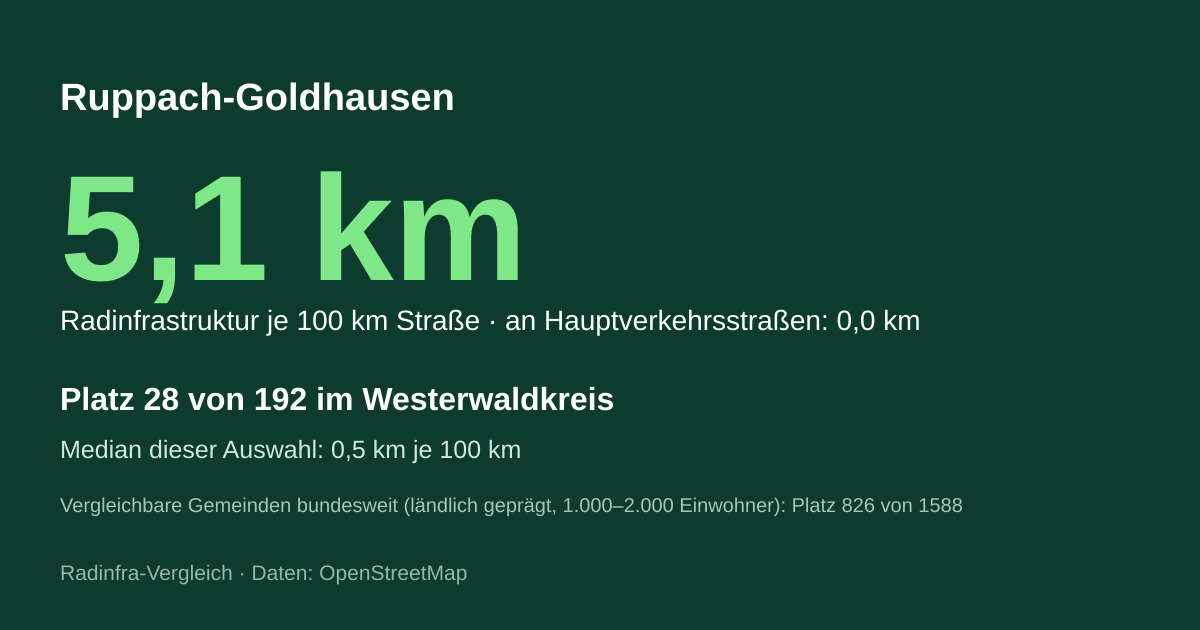 Ruppach-Goldhausen
5,1 km
Radinfrastruktur je 100 km Straße · an Hauptverkehrsstraßen: 0,0 km
Platz 28 von 192 im Westerwaldkreis
Median dieser Auswahl: 0,5 km je 100 km
Vergleichbare Gemeinden bundesweit (ländlich geprägt, 1.000–2.000 Einwohner): Platz 826 von 1588
Radinfra-Vergleich · Daten: OpenStreetMap